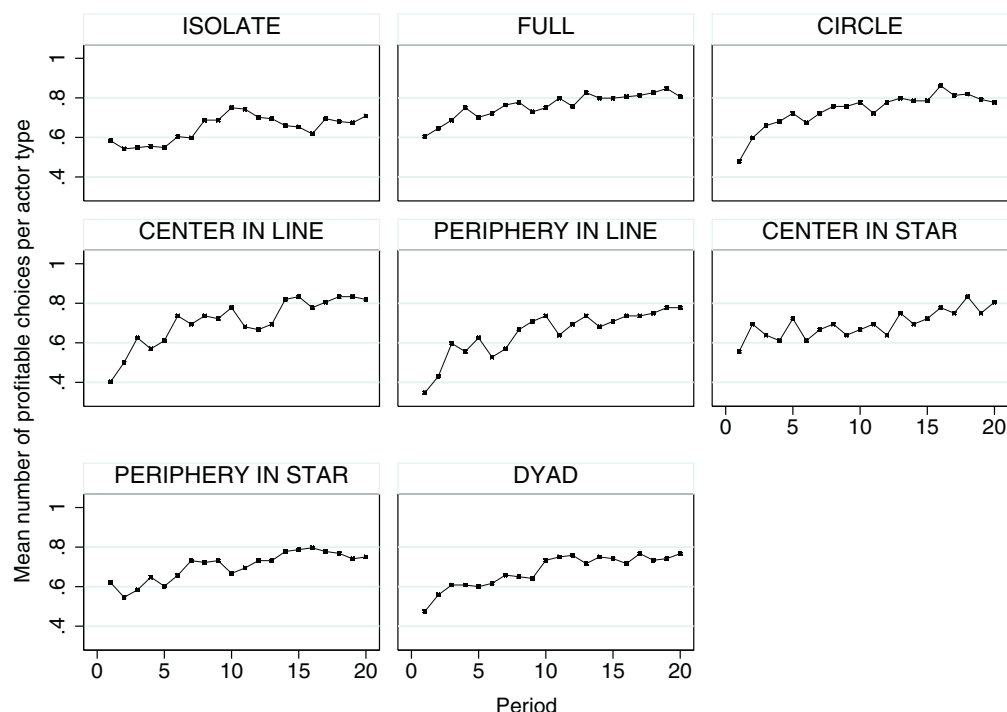 Mean number of profitable choices per actor type
ISOLATE
FULL
CIRCLE
1
.8
.6
.4
CENTER IN LINE
PERIPHERY IN LINE
CENTER IN STAR
1
.8
.6
.4
0 5 10 15 20
PERIPHERY IN STAR
DYAD
1
.8
.6
.4
0 5 10 15 20
0 5 10 15 20
Period